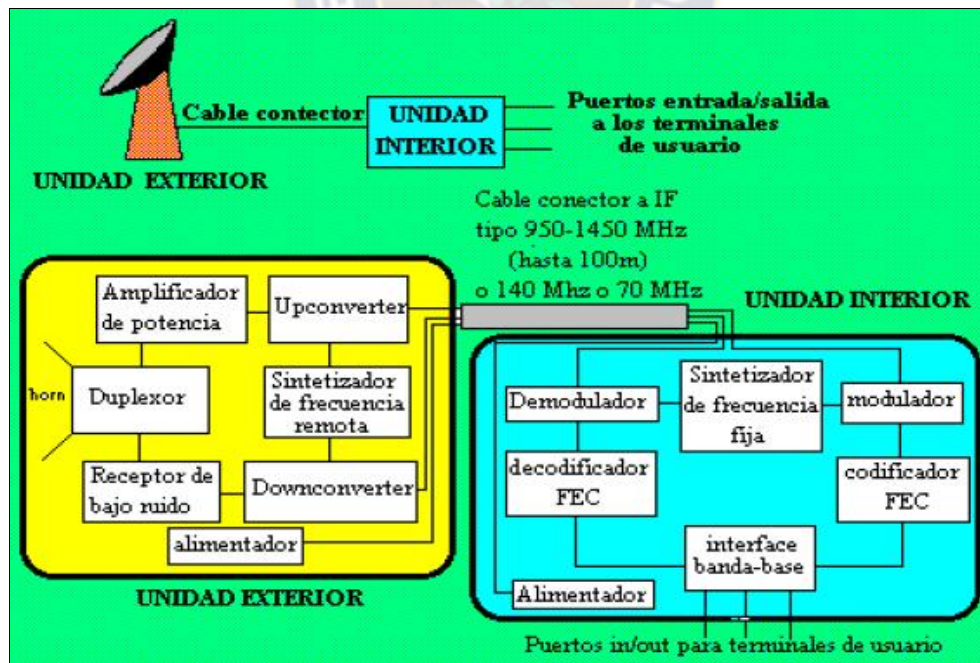 Cable contector
UNIDAD
INTERIOR
Puertos entrada/salida
a los terminales
de usuario
UNIDAD EXTERIOR
Cable conector a IF
tipo 950-1450 MHz
(hasta 100m)
o 140 Mhz o 70 MHz
UNIDAD INTERIOR
Amplificador
de potencia
Upconverter
horn
Duplexor
Sintetizador
de frecuencia
remota
Receptor de
bajo ruido
Downconverter
alimentador
UNIDAD EXTERIOR
Demodulador
Sintetizador
de frecuencia
fija
modulador
decodificador
FEC
codificador
FEC
interface
banda-base
Alimentador
Puertos in/out para terminales de usuario